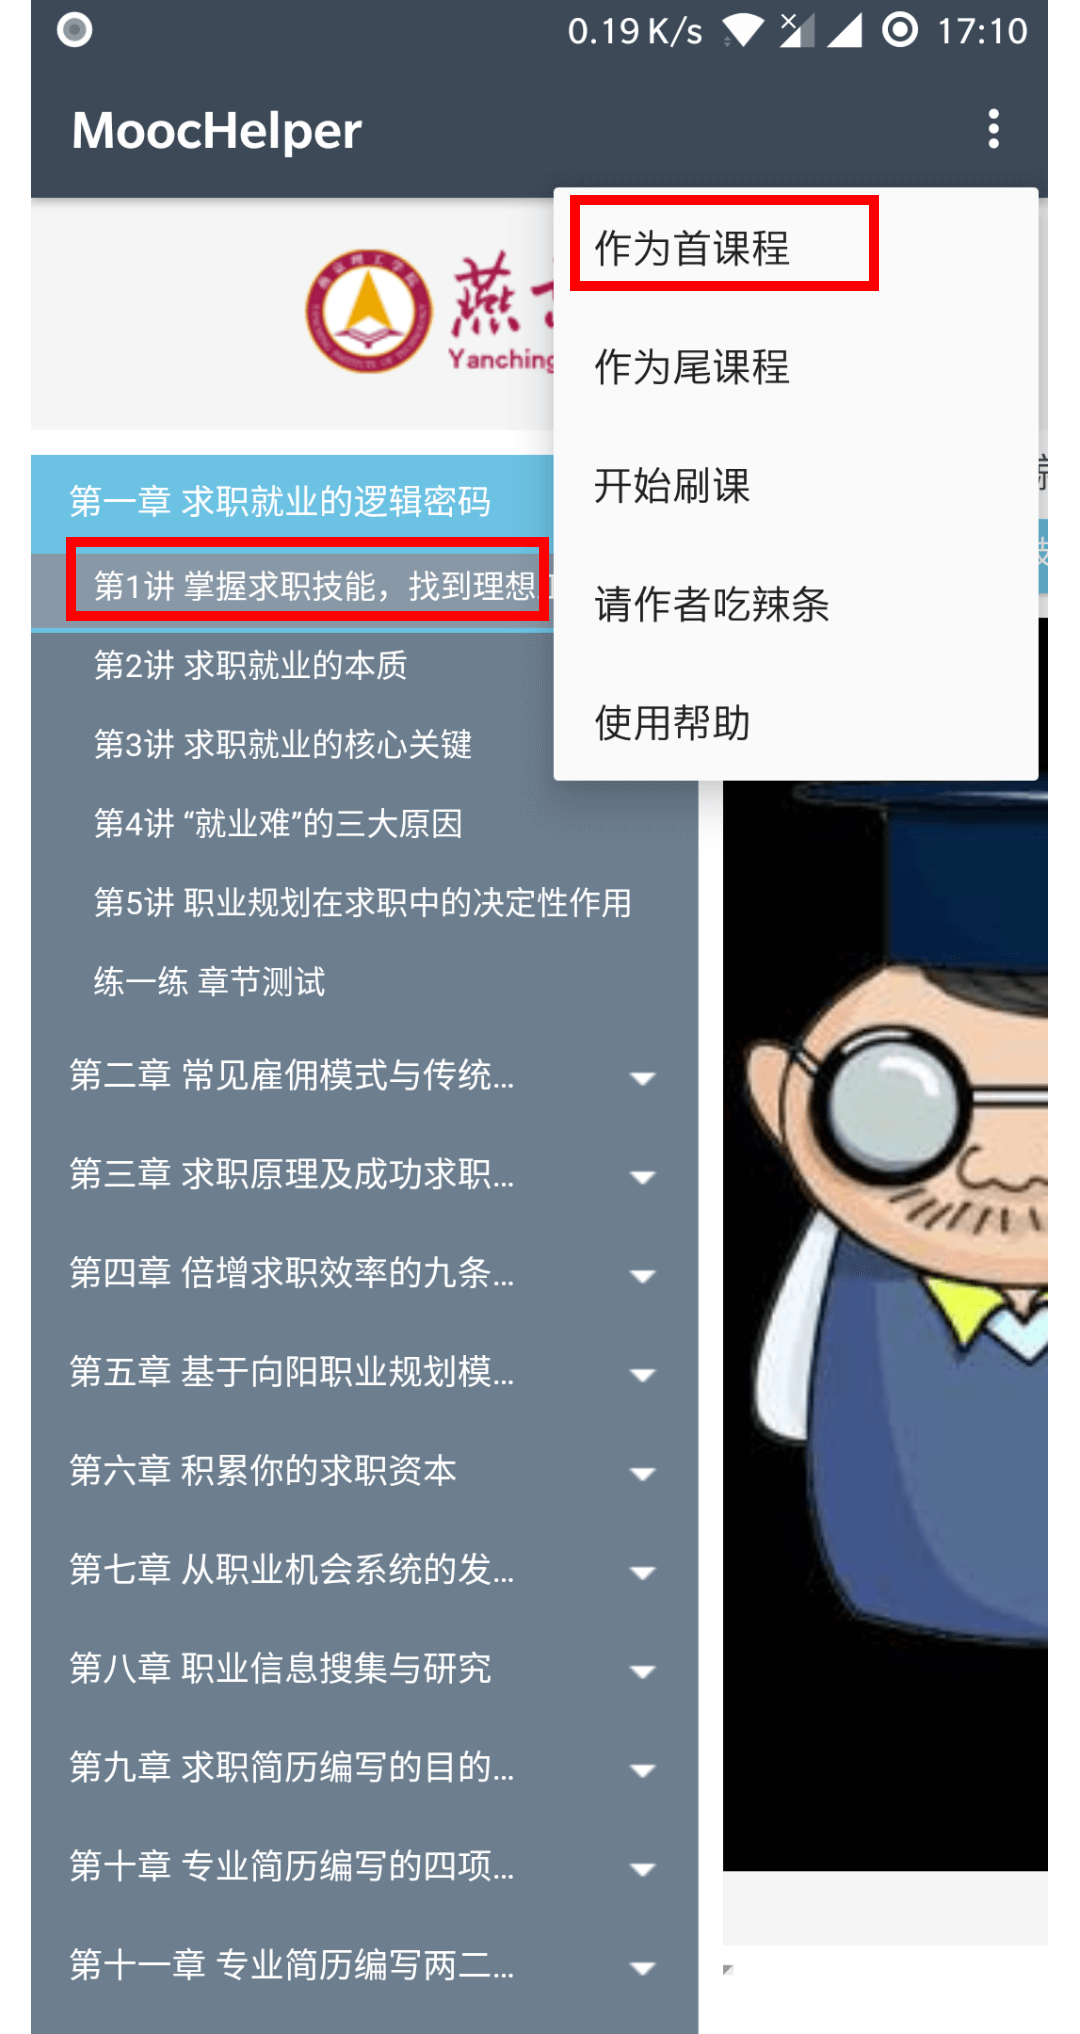 0.19 K/s 17:10
MoocHelper
燕
Yanching
作为首课程
作为尾课程
开始刷课
请作者吃辣条
使用帮助
第一章 求职就业的逻辑密码
第1讲 掌握求职技能，找到理想
第2讲 求职就业的本质
第3讲 求职就业的核心关键
第4讲 “就业难”的三大原因
第5讲 职业规划在求职中的决定性作用
练一练 章节测试
第二章 常见雇佣模式与传统...
第三章 求职原理及成功求职...
第四章 倍增求职效率的九条...
第五章 基于向阳职业规划模...
第六章 积累你的求职资本
第七章 从职业机会系统的发...
第八章 职业信息搜集与研究
第九章 求职简历编写的目的...
第十章 专业简历编写的四项...
第十一章 专业简历编写两二...